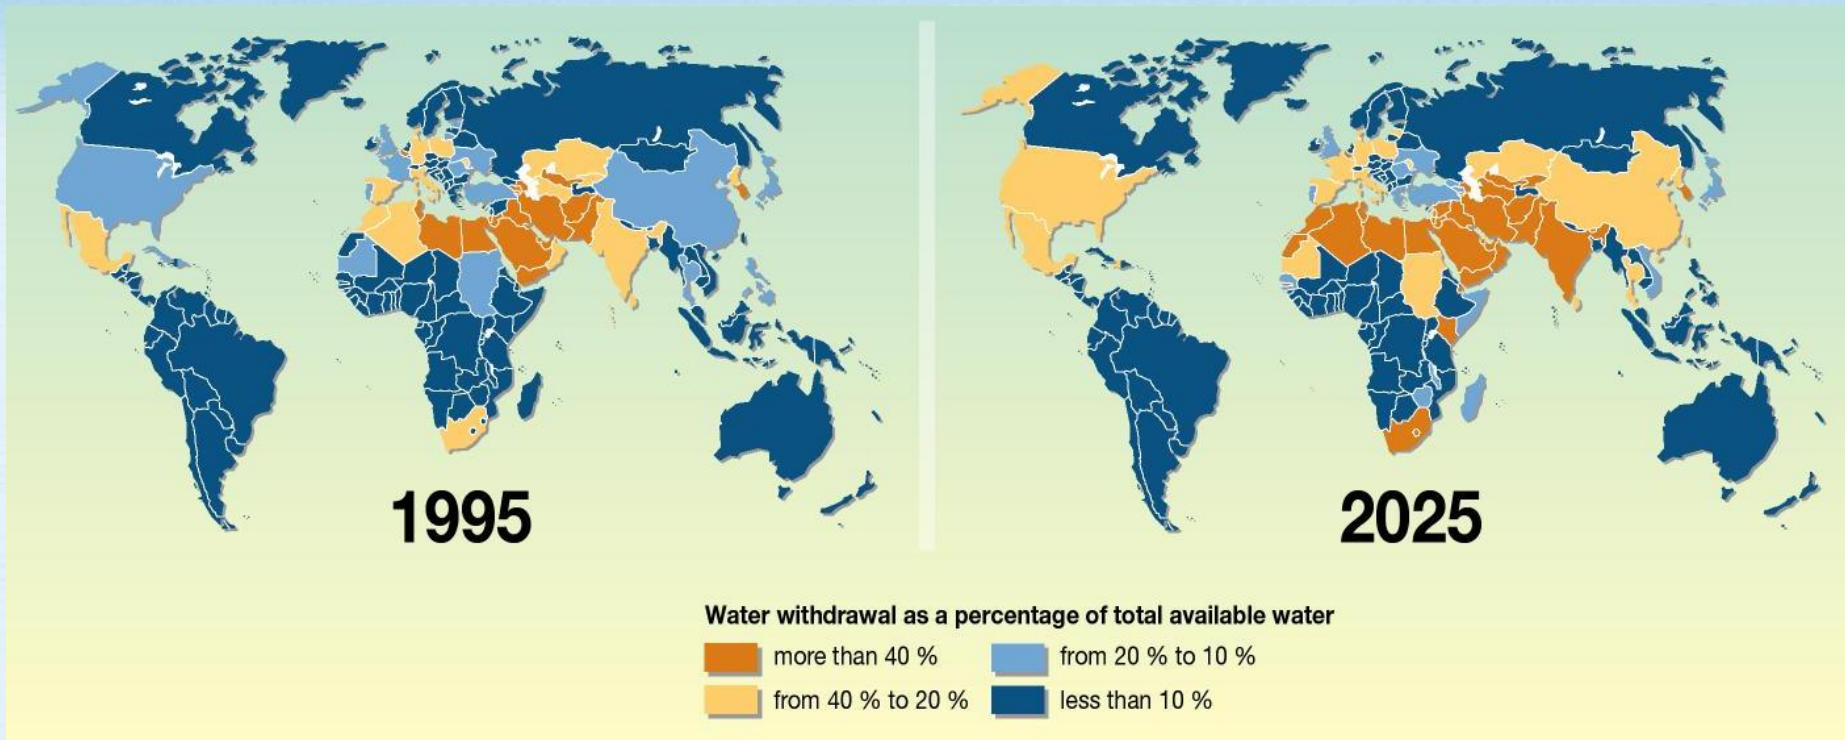 1995
2025
Water withdrawal as a percentage of total available water
more than 40 %
from 20 % to 10 %
from 40 % to 20 %
less than 10 %